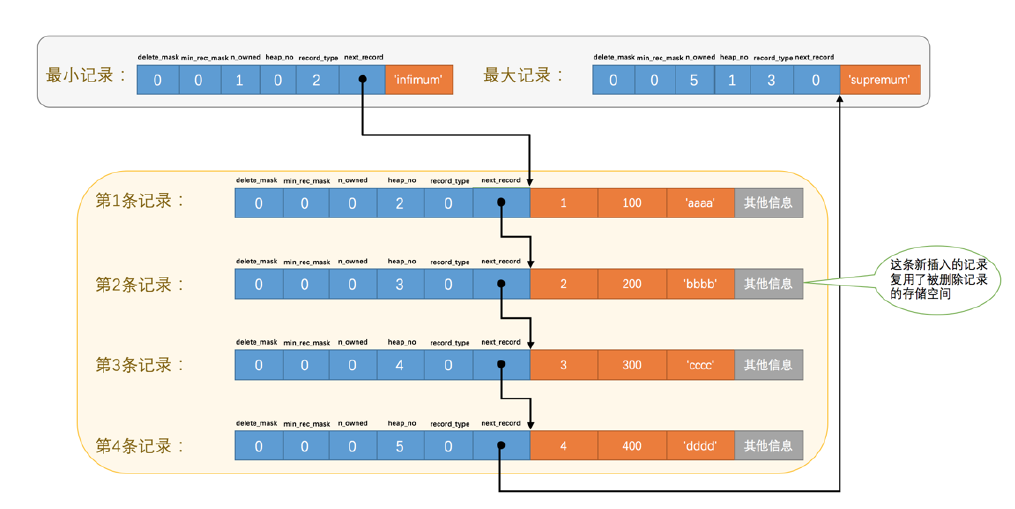 delete_mask min_rec_mask n_owned heap_no record_type next_record
最小记录： 0 0 1 0 2 'infimum'
delete_mask min_rec_mask n_owned heap_no record_type next_record
最大记录： 0 0 5 1 3 0 'supremum'
delete_mask min_rec_mask n_owned heap_no record_type next_record
第1条记录： 0 0 0 2 0 1 100 'aaaa' 其他信息
delete_mask min_rec_mask n_owned heap_no record_type next_record
第2条记录： 0 0 0 3 0 2 200 'bbbb' 其他信息
这条新插入的记录
复用了被删除记录
的存储空间
delete_mask min_rec_mask n_owned heap_no record_type next_record
第3条记录： 0 0 0 4 0 3 300 'cccc' 其他信息
delete_mask min_rec_mask n_owned heap_no record_type next_record
第4条记录： 0 0 0 5 0 4 400 'dddd' 其他信息